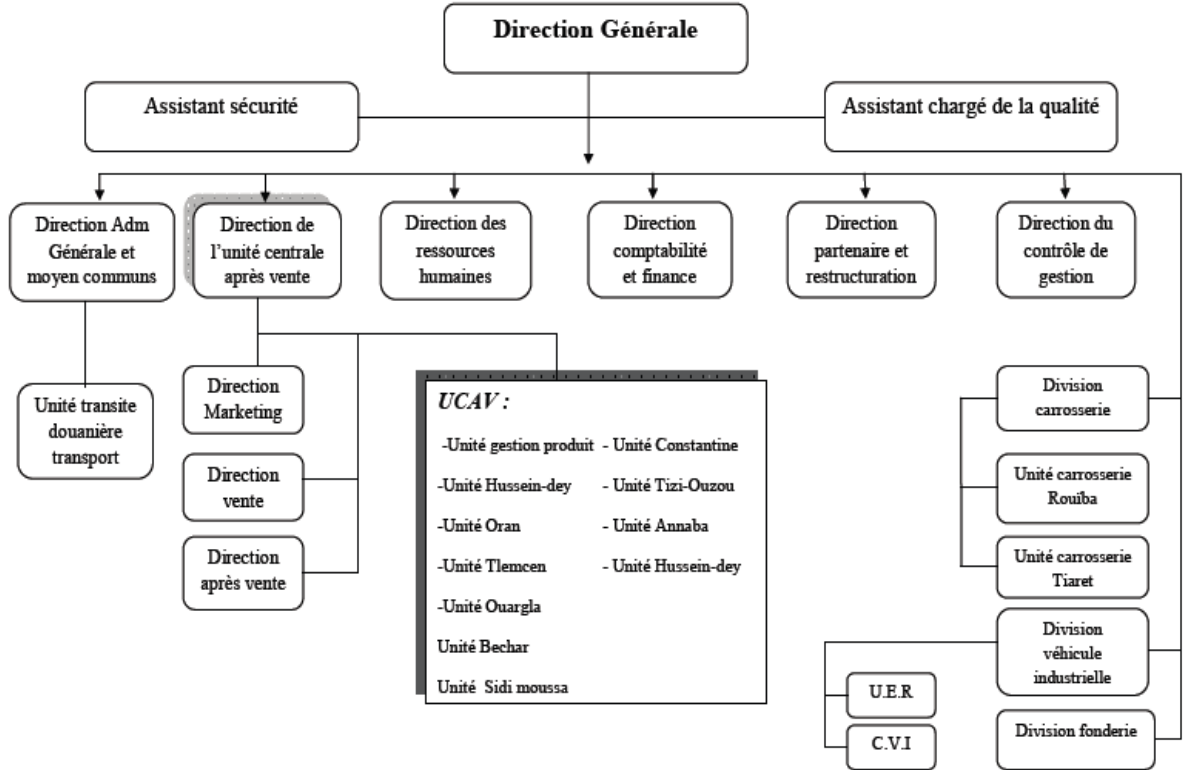 Direction Générale
Assistant sécurité
Assistant chargé de la qualité
Direction Adm
Générale et
moyen communs
Direction de
l'unité centrale
après vente
Direction des
ressources
humaines
Direction
comptabilité
et finance
Direction
partenaire et
restructuration
Direction du
contrôle de
gestion
Unité transite
douanière
transport
Direction
Marketing
Direction
vente
Direction
après vente
UCAV :
-Unité gestion produit - Unité Constantine
-Unité Hussein-dey - Unité Tizi-Ouzou
-Unité Oran - Unité Annaba
-Unité Tlemcen - Unité Hussein-dey
-Unité Ouargla
Unité Bechar
Unité Sidi moussa
Division
carrosserie
Unité carrosserie
Rouïba
Unité carrosserie
Tiaret
Division
véhicule
industrielle
U.E.R
C.V.I
Division fonderie